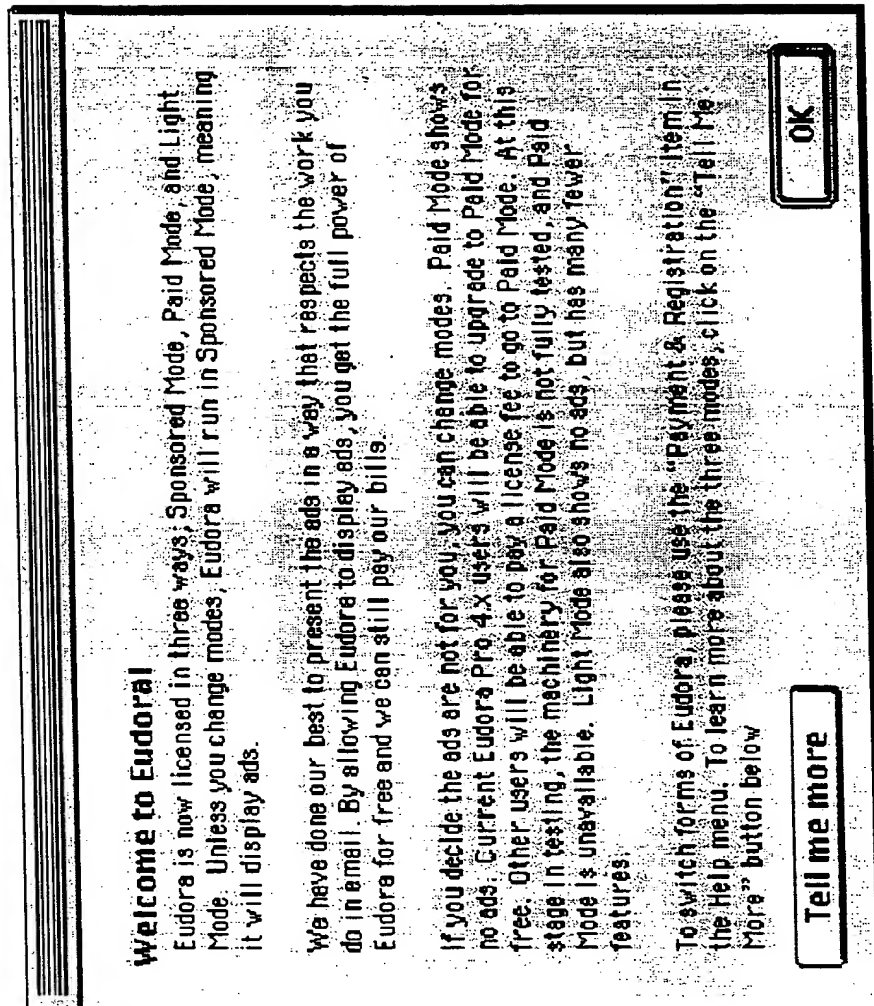 Welcome to Eudora!
Eudora is now licensed in three ways; Sponsored Mode, Paid Mode, and Light
Mode. Unless you change modes, Eudora will run in Sponsored Mode, meaning
it will display ads.
We have done our best to present the ads in a way that respects the work you
do in email. By allowing Eudora to display ads, you get the full power of
Eudora for free and we can still pay our bills.
If you decide the ads are not for you, you can change modes. Paid Mode shows
no ads. Current Eudora Pro 4.X users will be able to upgrade to Paid Mode for
free. Other users will be able to pay a license fee to go to Paid Mode. At this
stage in testing, the machinery for Paid Mode is not fully tested, and Paid
Mode is unavailable. Light Mode also shows no ads, but has many fewer
features.
To switch forms of Eudora, please use the "Payment & Registration" item in
the Help menu. To learn more about the three modes, click on the "Tell Me
More" button below
Tell me more
OK